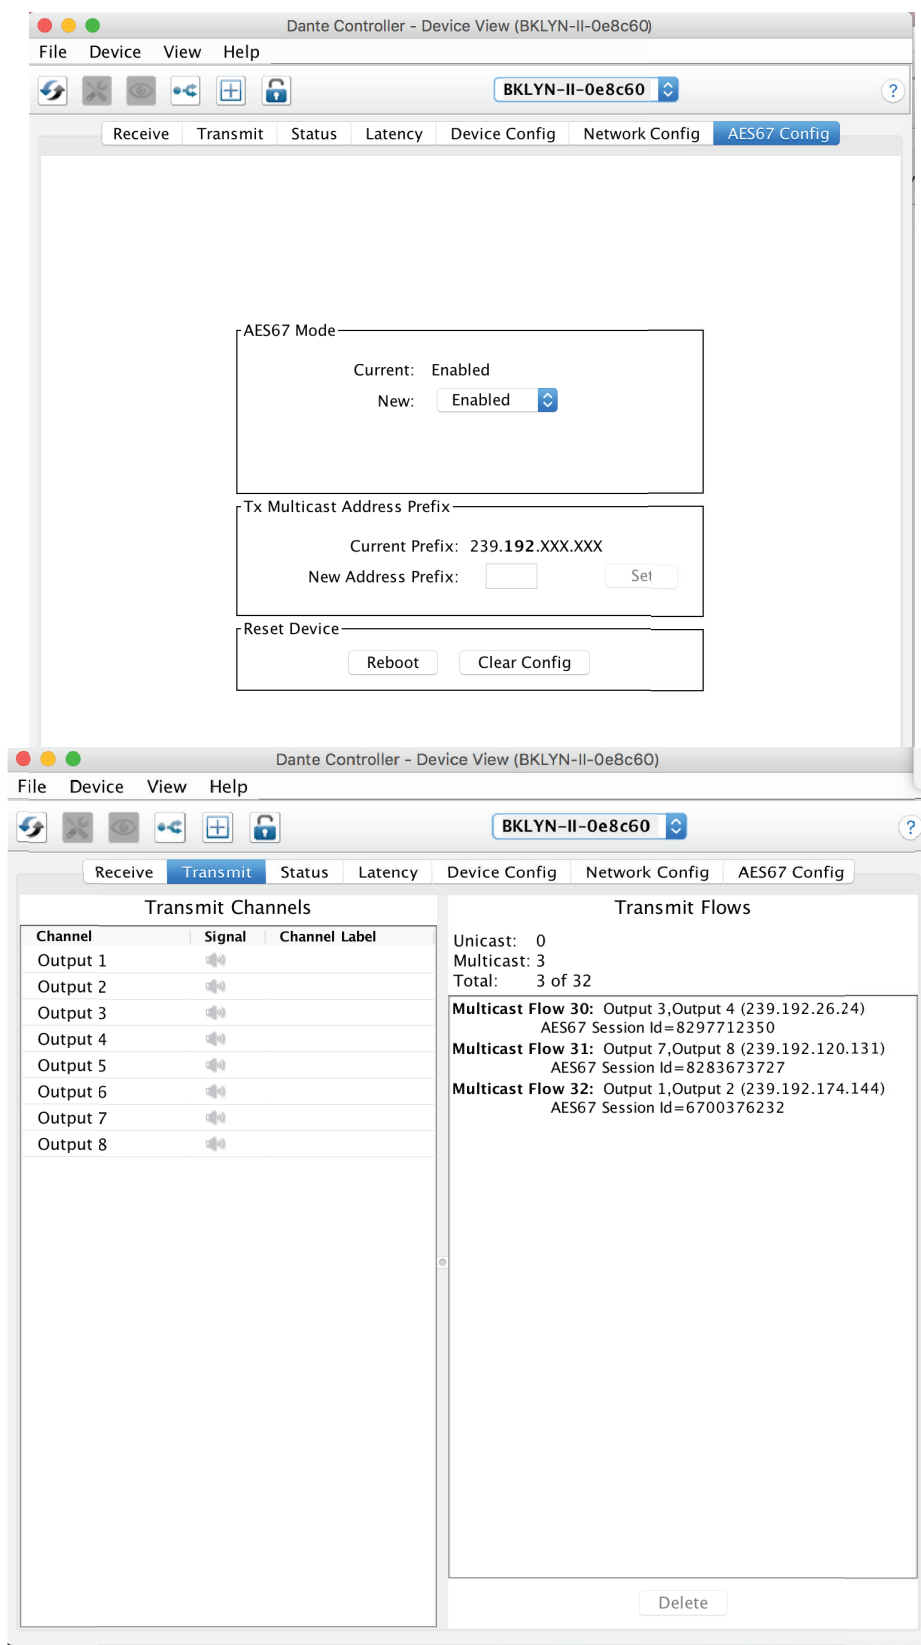 Dante Controller - Device View (BKLYN-II-0e8c60)
File Device View Help
BKLYN-II-0e8c60 ?
Receive Transmit Status Latency Device Config Network Config AES67 Config
AES67 Mode
Current: Enabled
New: Enabled
Tx Multicast Address Prefix
Current Prefix: 239.192.XXX.XXX
New Address Prefix: Set
Reset Device
Reboot Clear Config
Dante Controller - Device View (BKLYN-II-0e8c60)
File Device View Help
BKLYN-II-0e8c60 ?
Receive Transmit Status Latency Device Config Network Config AES67 Config
Transmit Channels
Channel Signal Channel Label
Output 1
Output 2
Output 3
Output 4
Output 5
Output 6
Output 7
Output 8
Transmit Flows
Unicast: 0
Multicast: 3
Total: 3 of 32
Multicast Flow 30: Output 3,Output 4 (239.192.26.24)
AES67 Session Id=8297712350
Multicast Flow 31: Output 7,Output 8 (239.192.120.131)
AES67 Session Id=8283673727
Multicast Flow 32: Output 1,Output 2 (239.192.174.144)
AES67 Session Id=6700376232
Delete